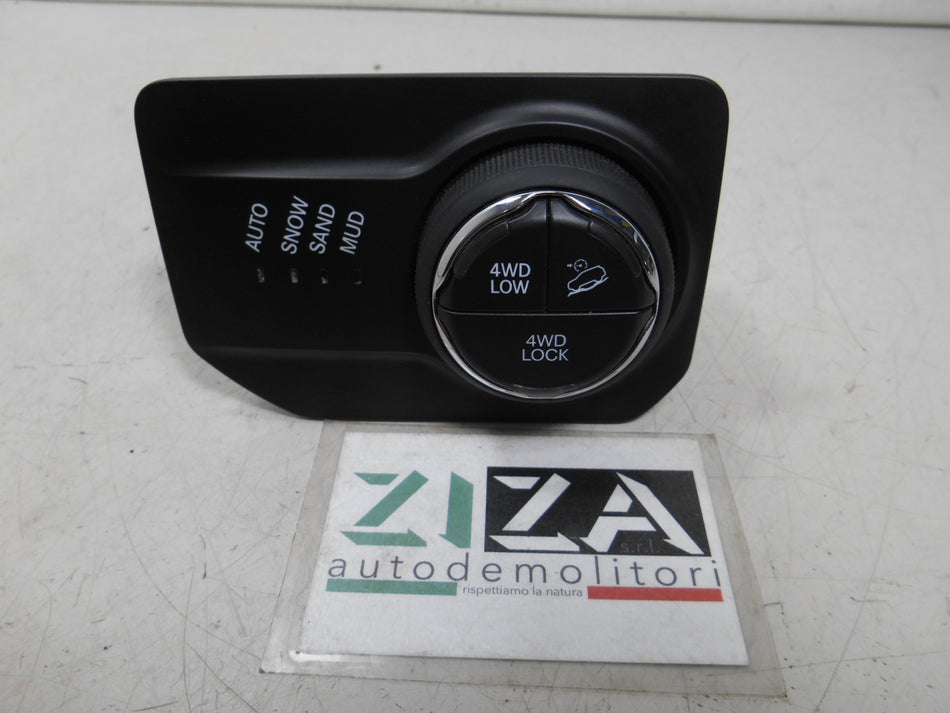 AUTO
SNOW
SAND
MUD
4WD
LOW
4WD
LOCK
ZIZA
s.r.l.
autodemolitori
rispettiamo la natura